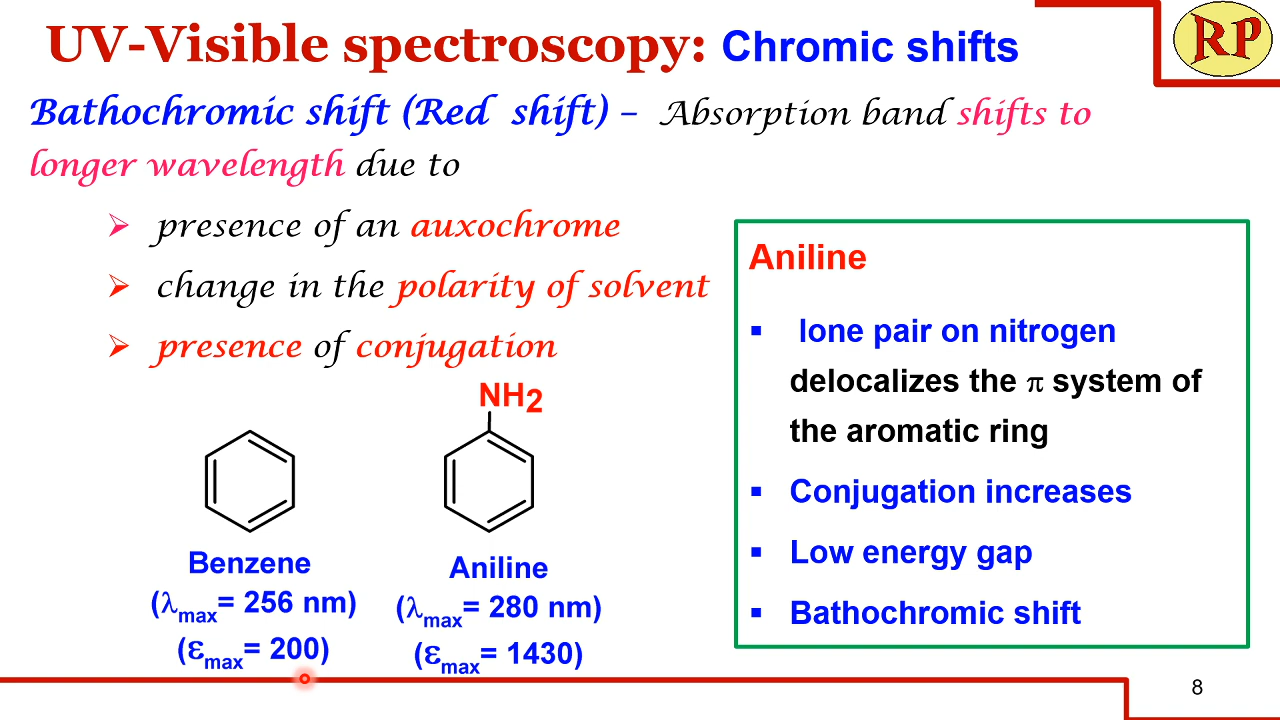 UV-Visible spectroscopy: Chromic shifts
RP
Bathochromic shift (Red shift) – Absorption band shifts to
longer wavelength due to
➢ presence of an auxochrome
➢ change in the polarity of solvent
➢ presence of conjugation
NH2
Benzene
(λmax= 256 nm)
(εmax= 200)
Aniline
(λmax= 280 nm)
(εmax= 1430)
Aniline
▪ lone pair on nitrogen
delocalizes the π system of
the aromatic ring
▪ Conjugation increases
▪ Low energy gap
▪ Bathochromic shift
8